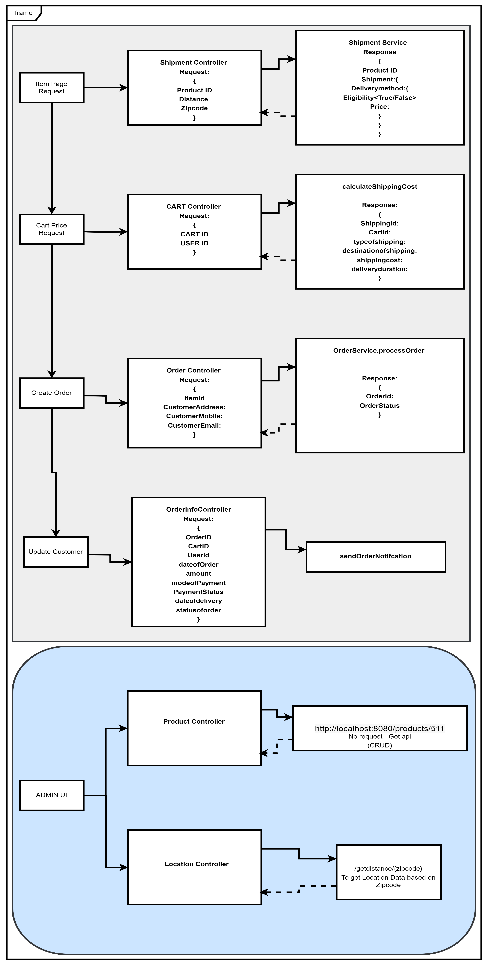 frame
Item Page
Request
Shipment Controller
Request:
{
Product ID
Distance
Zipcode
}
Shipment Service
Response
{
Product ID
Shipment:{
Deliverymethod:{
Eligibility<True/False>
Price:
}
}
}
Cart Price
Request
CART Controller
Request:
{
CART ID
USER ID
}
calculateShippingCost
Response:
{
ShippingId:
CartId:
typeofshipping:
destinationofshipping:
shippingcost:
deliveryduration:
}
Create Order
Order Controller
Request:
{
ItemId
CustomerAddress:
CustomerMobile:
CustomerEmail:
}
OrderService.processOrder
Response:
{
OrderId:
OrderStatus
}
Update Customer
OrderInfoController
Request:
{
OrderID
CartID
UserId
dateofOrder
amount
modeofPayment
PaymentStatus
dateofdelivery
statusoforder
}
sendOrderNotification
ADMIN UI
Product Controller
http://localhost:8080/products/511
No request - Get api
(CRUD)
Location Controller
/getdistance/{zipcode}
To get Location Data based on
Zipcode